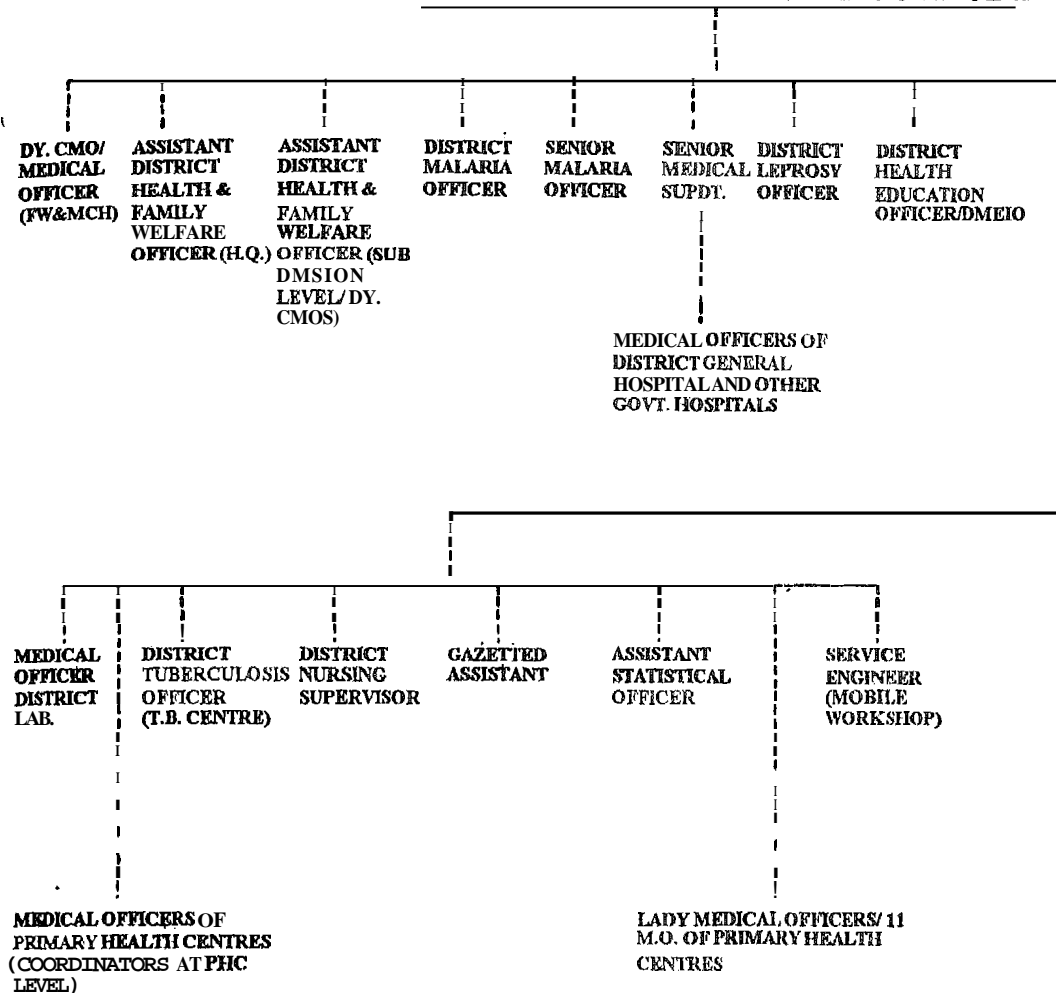 DY. CMO/
MEDICAL
OFFICER
(FW&MCH)
ASSISTANT
DISTRICT
HEALTH &
FAMILY
WELFARE
OFFICER (H.Q.)
ASSISTANT
DISTRICT
HEALTH &
FAMILY
WELFARE
OFFICER (SUB
DMSION
LEVEL/ DY.
CMOS)
DISTRICT
MALARIA
OFFICER
SENIOR
MALARIA
OFFICER
SENIOR
MEDICAL
SUPDT.
DISTRICT
LEPROSY
OFFICER
DISTRICT
HEALTH
EDUCATION
OFFICER/DMEIO
MEDICAL OFFICERS OF
DISTRICT GENERAL
HOSPITAL AND OTHER
GOVT. HOSPITALS
MEDICAL
OFFICER
DISTRICT
LAB.
DISTRICT
TUBERCULOSIS
OFFICER
(T.B. CENTRE)
DISTRICT
NURSING
SUPERVISOR
GAZETTED
ASSISTANT
ASSISTANT
STATISTICAL
OFFICER
SERVICE
ENGINEER
(MOBILE
WORKSHOP)
MEDICAL OFFICERS OF
PRIMARY HEALTH CENTRES
(COORDINATORS AT PHC
LEVEL)
LADY MEDICAL OFFICERS/ 11
M.O. OF PRIMARY HEALTH
CENTRES